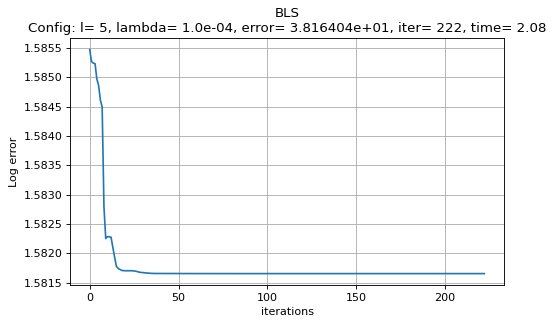 BLS
Config: l= 5, lambda= 1.0e-04, error= 3.816404e+01, iter= 222, time= 2.08
1.5855
1.5850
1.5845
1.5840
1.5835
1.5830
1.5825
1.5820
1.5815
Log error
0 50 100 150 200
iterations